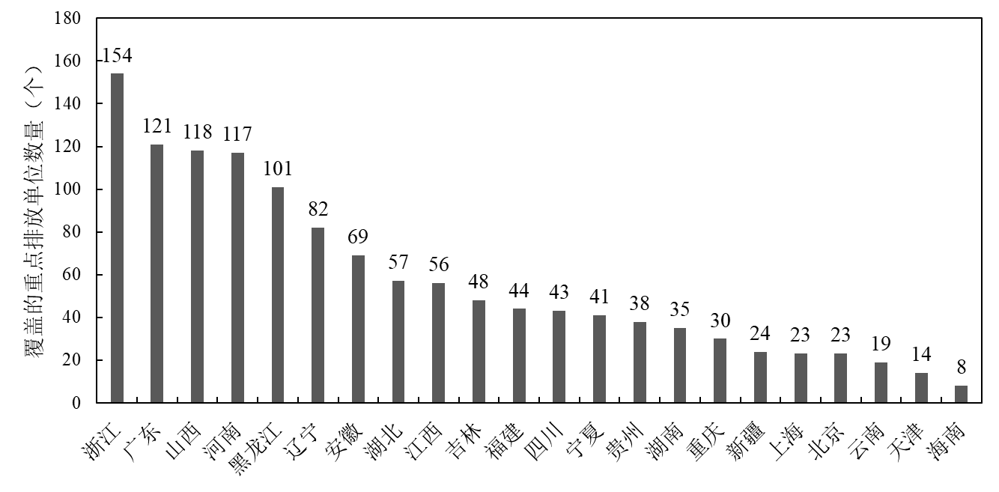 覆盖的重点排放单位数量（个）
180
160
140
120
100
80
60
40
20
0
154
121
118
117
101
82
69
57
56
48
44
43
41
38
35
30
24
23
23
19
14
8
浙江
广东
山西
河南
黑龙江
辽宁
安徽
湖北
江西
吉林
福建
四川
宁夏
贵州
湖南
重庆
新疆
上海
北京
云南
天津
海南